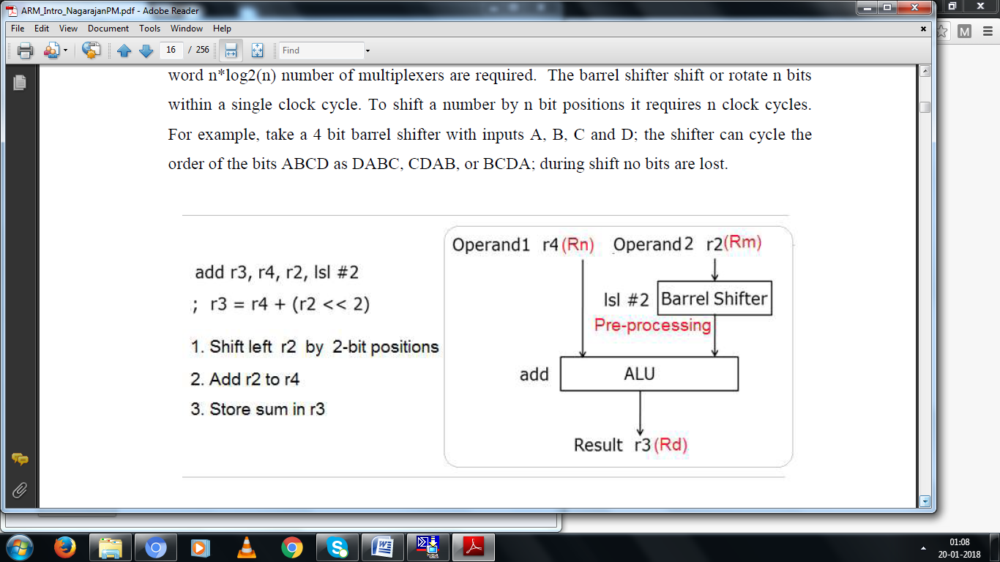 ARM_Intro_NagarajanPM.pdf - Adobe Reader
File Edit View Document Tools Window Help
16 / 256 Find
M
word n*log2(n) number of multiplexers are required. The barrel shifter shift or rotate n bits
within a single clock cycle. To shift a number by n bit positions it requires n clock cycles.
For example, take a 4 bit barrel shifter with inputs A, B, C and D; the shifter can cycle the
order of the bits ABCD as DABC, CDAB, or BCDA; during shift no bits are lost.
add r3, r4, r2, lsl #2
; r3 = r4 + (r2 << 2)
1. Shift left r2 by 2-bit positions
2. Add r2 to r4
3. Store sum in r3
Operand1 r4 (Rn) Operand 2 r2 (Rm)
lsl #2 Barrel Shifter
Pre-processing
add ALU
Result r3 (Rd)
01:08
20-01-2018